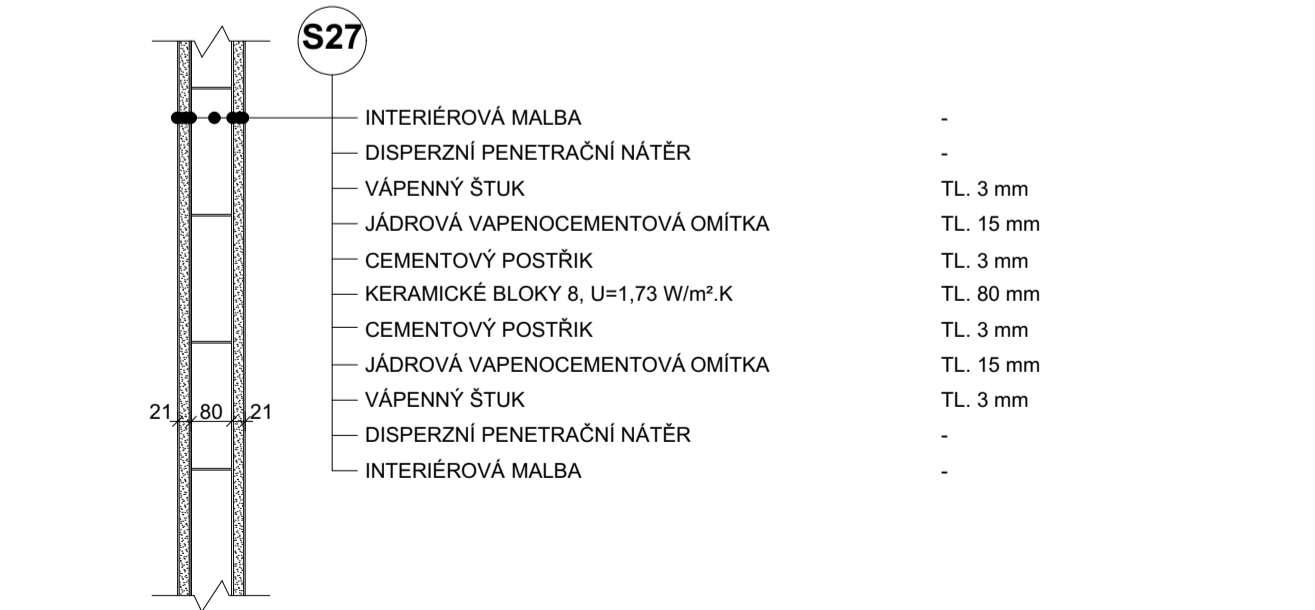 S27
INTERIÉROVÁ MALBA -
DISPERZNÍ PENETRAČNÍ NÁTĚR -
VÁPENNÝ ŠTUK TL. 3 mm
JÁDROVÁ VAPENOCEMENTOVÁ OMÍTKA TL. 15 mm
CEMENTOVÝ POSTŘIK TL. 3 mm
KERAMICKÉ BLOKY 8, U=1,73 W/m².K TL. 80 mm
CEMENTOVÝ POSTŘIK TL. 3 mm
JÁDROVÁ VAPENOCEMENTOVÁ OMÍTKA TL. 15 mm
VÁPENNÝ ŠTUK TL. 3 mm
21 80 21
DISPERZNÍ PENETRAČNÍ NÁTĚR -
INTERIÉROVÁ MALBA -